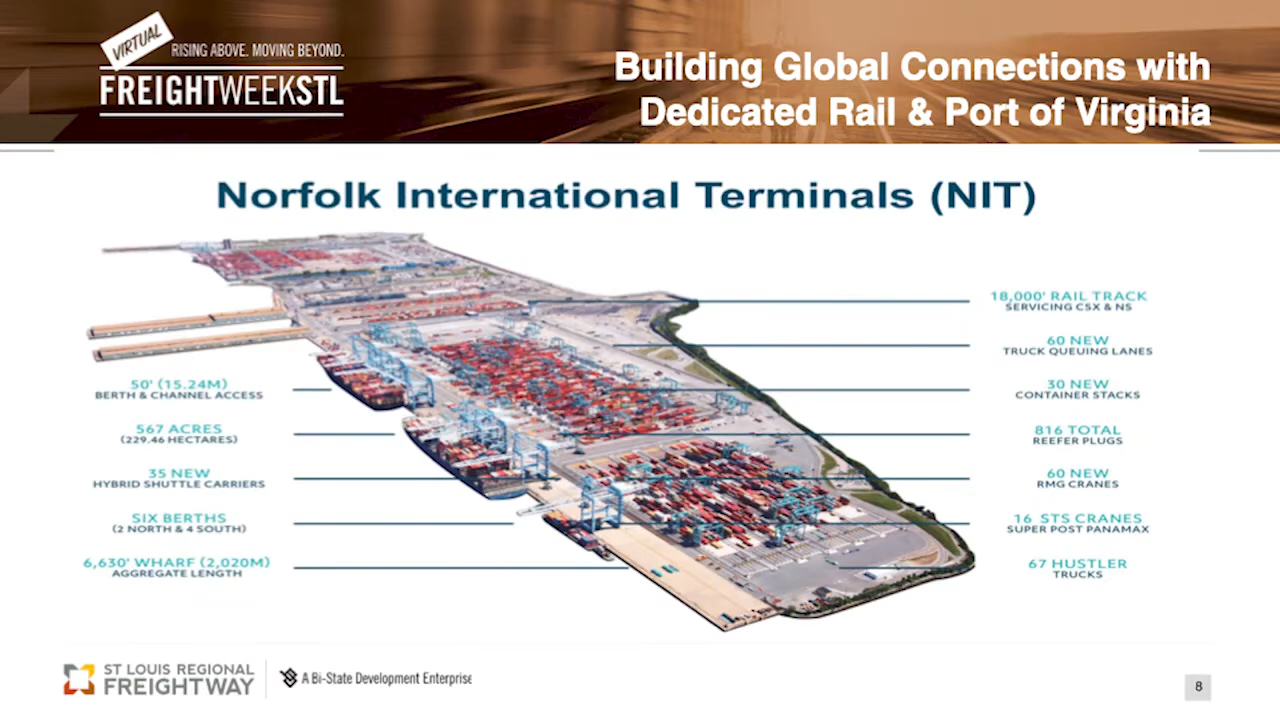 VIRTUAL
RISING ABOVE. MOVING BEYOND.
FREIGHTWEEKSTL
Building Global Connections with
Dedicated Rail & Port of Virginia
Norfolk International Terminals (NIT)
50' (15.24M)
BERTH & CHANNEL ACCESS
567 ACRES
(229.46 HECTARES)
35 NEW
HYBRID SHUTTLE CARRIERS
SIX BERTHS
(2 NORTH & 4 SOUTH)
6,630' WHARF (2,020M)
AGGREGATE LENGTH
18,000' RAIL TRACK
SERVICING CSX & NS
60 NEW
TRUCK QUEUING LANES
30 NEW
CONTAINER STACKS
816 TOTAL
REEFER PLUGS
60 NEW
RMG CRANES
16 STS CRANES
SUPER POST PANAMAX
67 HUSTLER
TRUCKS
ST LOUIS REGIONAL
FREIGHTWAY
A Bi-State Development Enterprise
8